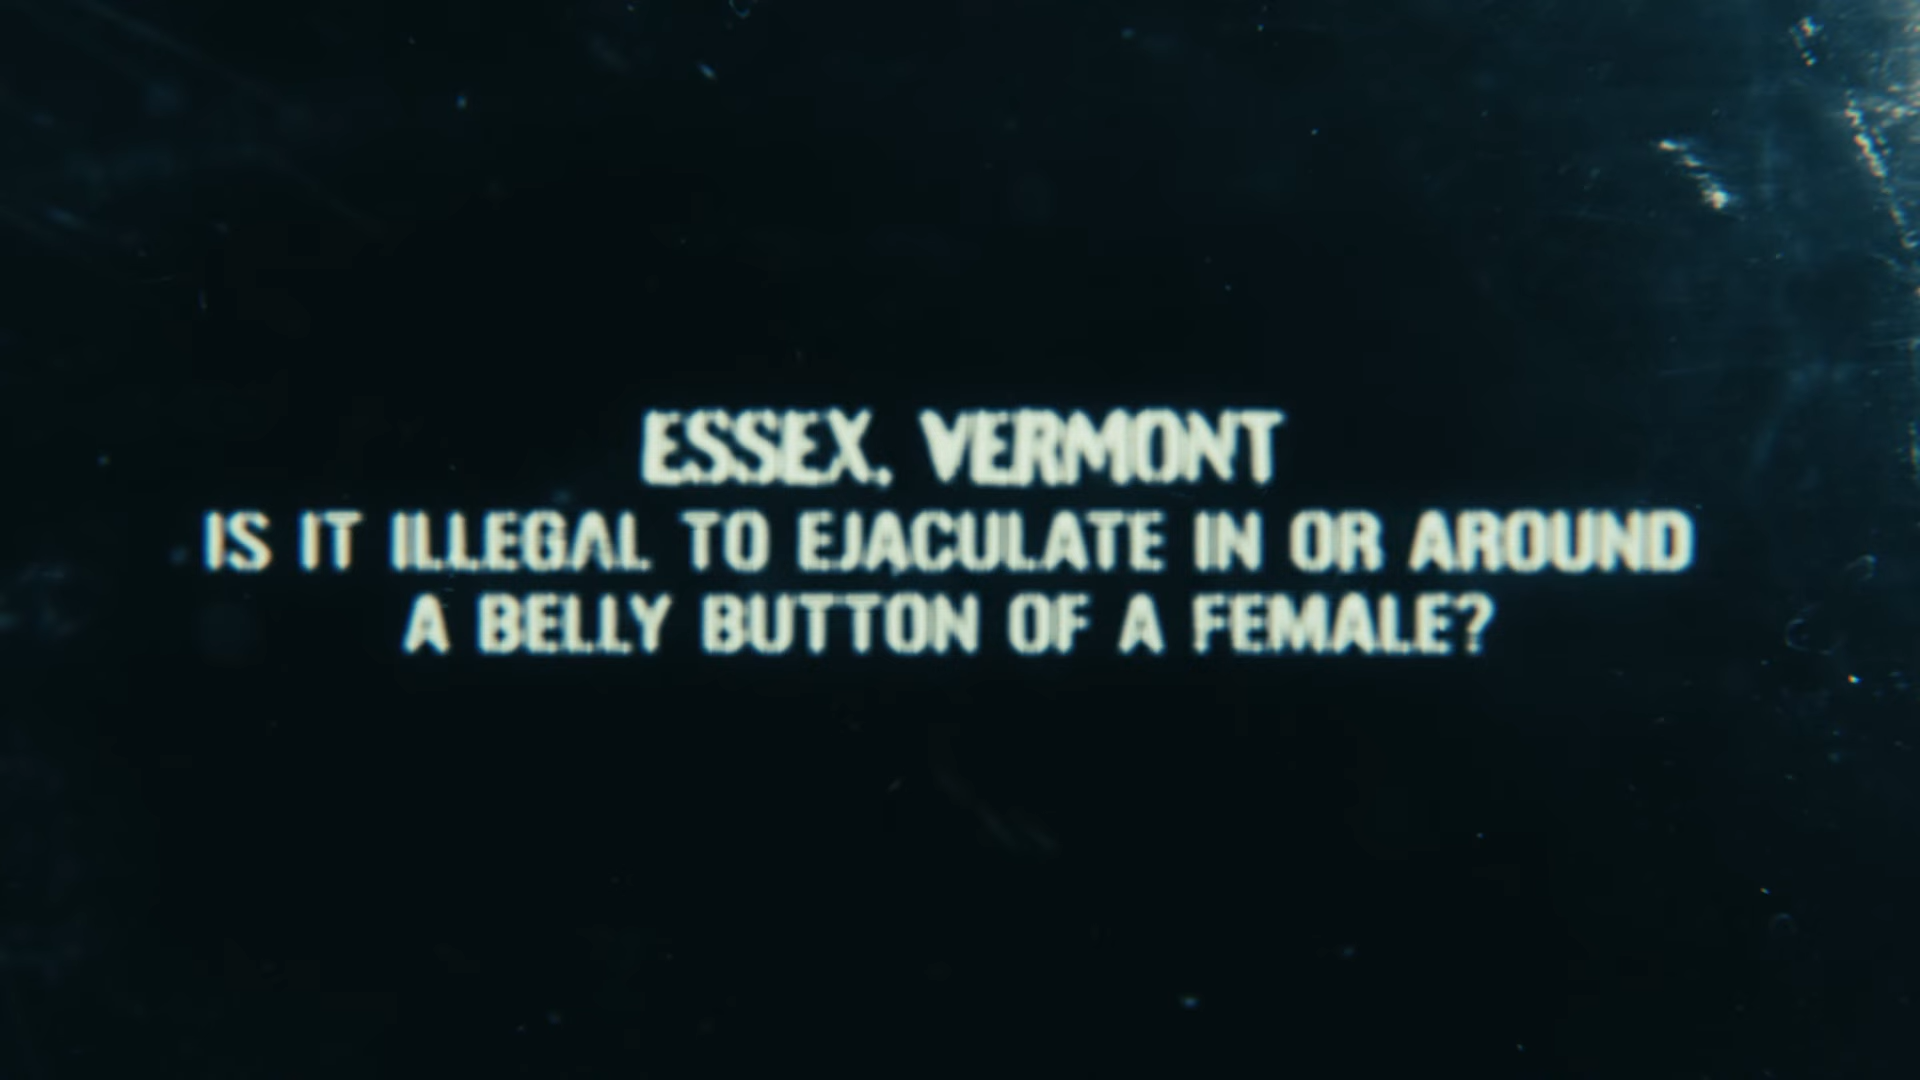 ESSEX, VERMONT
IS IT ILLEGAL TO EJACULATE IN OR AROUND
A BELLY BUTTON OF A FEMALE?